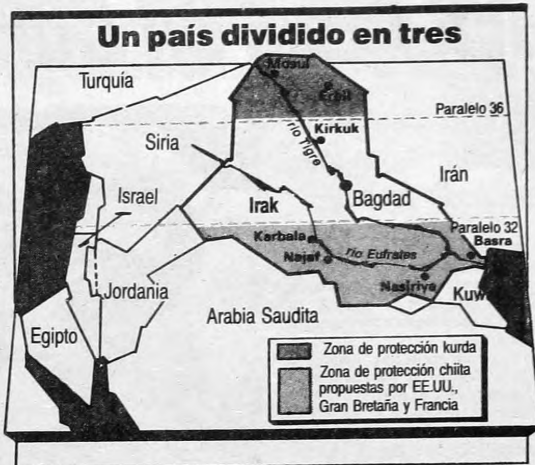 Un país dividido en tres
Turquía
Mosul
Erbil
Paralelo 36
Siria
río Tigre
Kirkuk
Irán
Israel
Irak
Bagdad
Paralelo 32
Karbala
río Eufrates
Basra
Najaf
Nasiriya
Jordania
Kuw
Egipto
Arabia Saudita
Zona de protección kurda
Zona de protección chiita
propuestas por EE.UU.,
Gran Bretaña y Francia